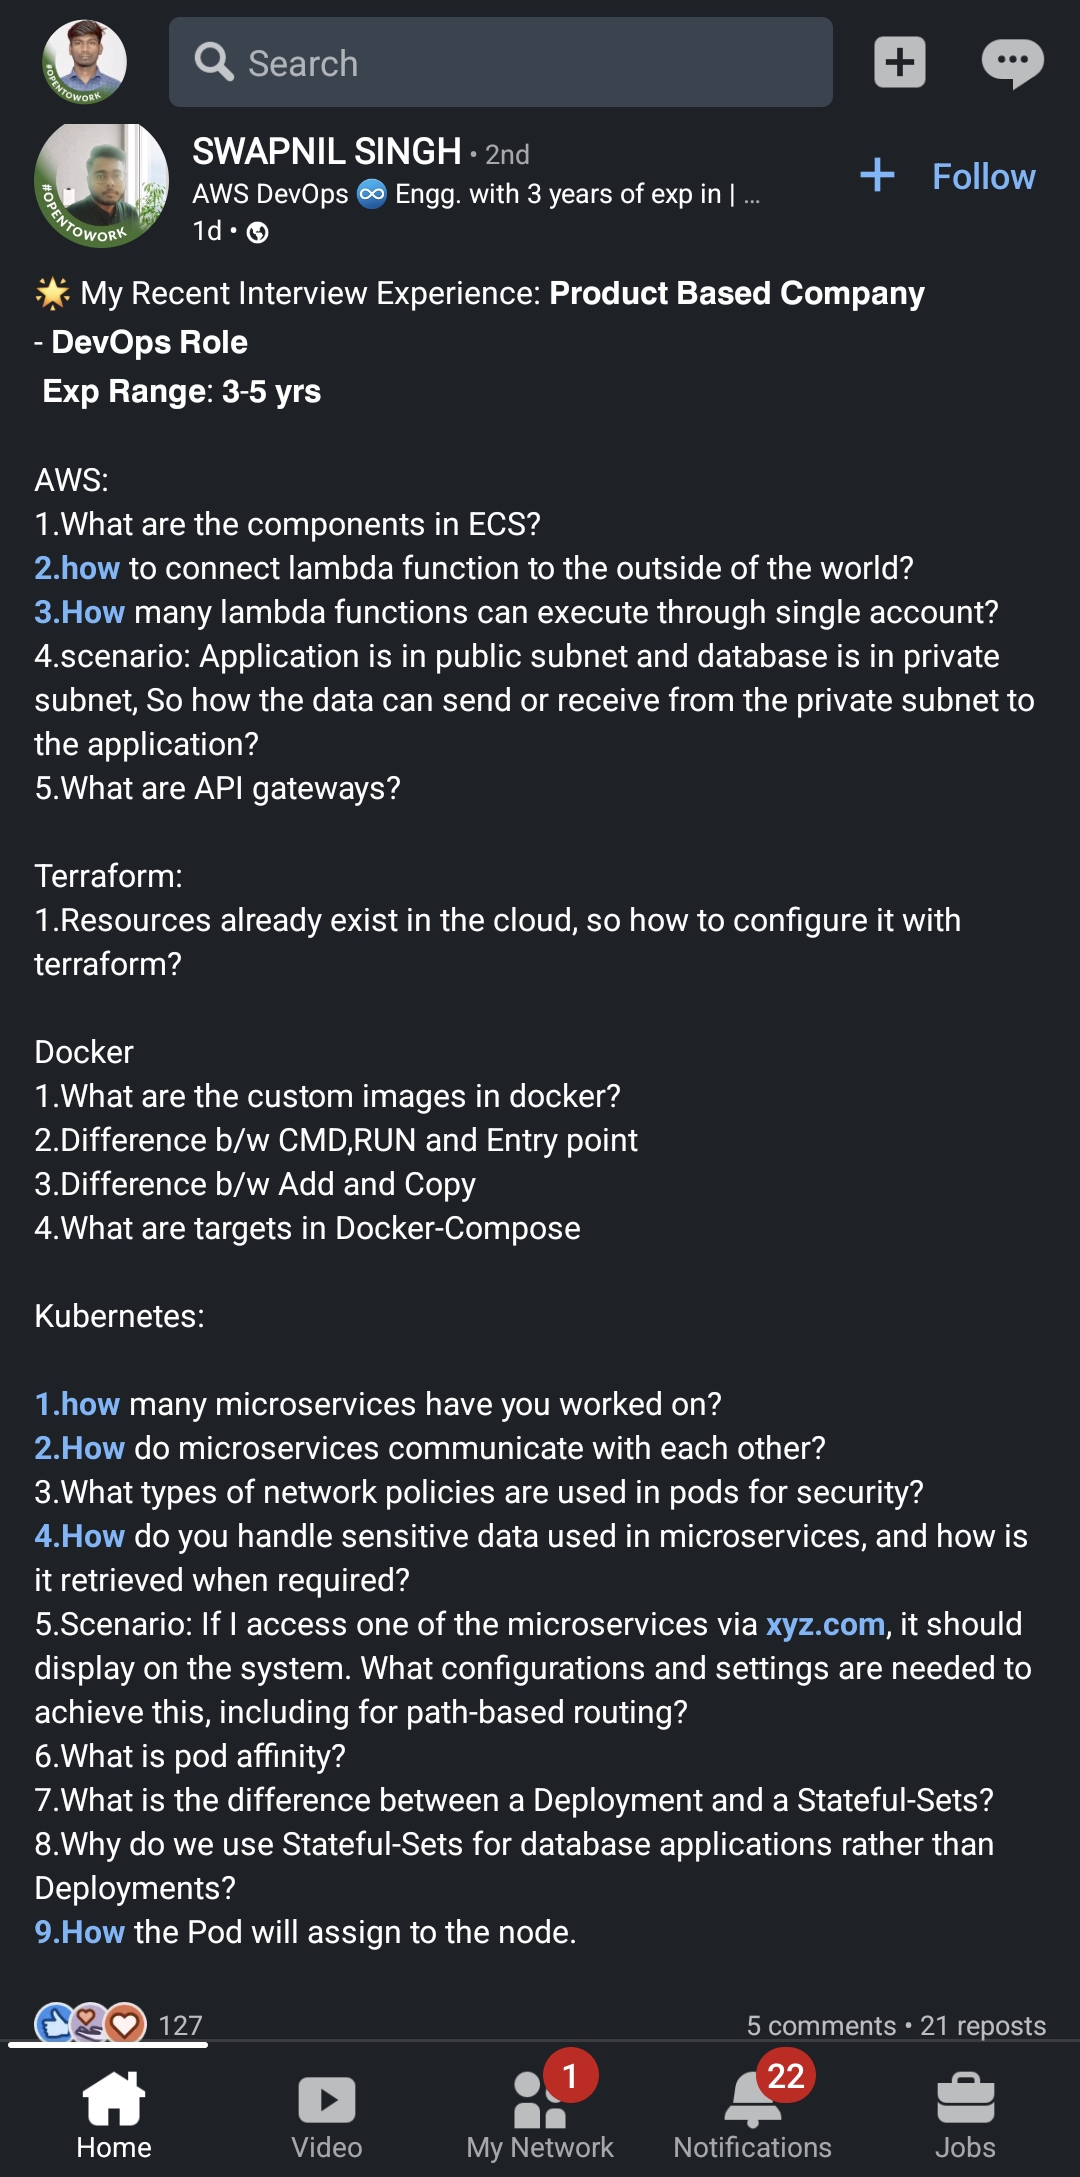 Search
#OPENTOWORK
SWAPNIL SINGH • 2nd
AWS DevOps ♾️ Engg. with 3 years of exp in | ...
+ Follow
1d •
#OPENTOWORK
🌟 My Recent Interview Experience: Product Based Company
- DevOps Role
Exp Range: 3-5 yrs
AWS:
1.What are the components in ECS?
2.how to connect lambda function to the outside of the world?
3.How many lambda functions can execute through single account?
4.scenario: Application is in public subnet and database is in private
subnet, So how the data can send or receive from the private subnet to
the application?
5.What are API gateways?
Terraform:
1.Resources already exist in the cloud, so how to configure it with
terraform?
Docker
1.What are the custom images in docker?
2.Difference b/w CMD,RUN and Entry point
3.Difference b/w Add and Copy
4.What are targets in Docker-Compose
Kubernetes:
1.how many microservices have you worked on?
2.How do microservices communicate with each other?
3.What types of network policies are used in pods for security?
4.How do you handle sensitive data used in microservices, and how is
it retrieved when required?
5.Scenario: If I access one of the microservices via xyz.com, it should
display on the system. What configurations and settings are needed to
achieve this, including for path-based routing?
6.What is pod affinity?
7.What is the difference between a Deployment and a Stateful-Sets?
8.Why do we use Stateful-Sets for database applications rather than
Deployments?
9.How the Pod will assign to the node.
127
5 comments • 21 reposts
1
22
Home
Video
My Network
Notifications
Jobs